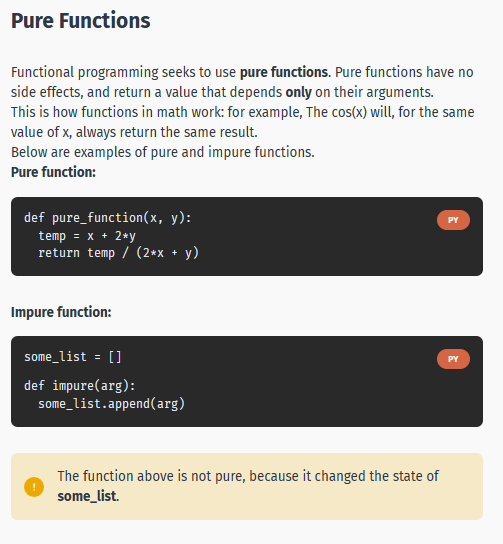 Pure Functions
Functional programming seeks to use pure functions. Pure functions have no
side effects, and return a value that depends only on their arguments.
This is how functions in math work: for example, The cos(x) will, for the same
value of x, always return the same result.
Below are examples of pure and impure functions.
Pure function:
def pure_function(x, y):
PY
  temp = x + 2*y
  return temp / (2*x + y)
Impure function:
some_list = []
PY
def impure(arg):
  some_list.append(arg)
The function above is not pure, because it changed the state of
some_list.